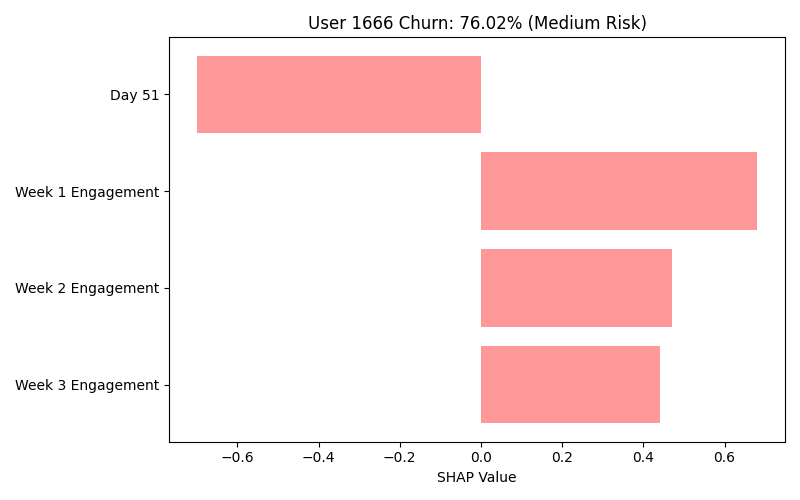 User 1666 Churn: 76.02% (Medium Risk)
Day 51
Week 1 Engagement
Week 2 Engagement
Week 3 Engagement
−0.6 −0.4 −0.2 0.0 0.2 0.4 0.6
SHAP Value